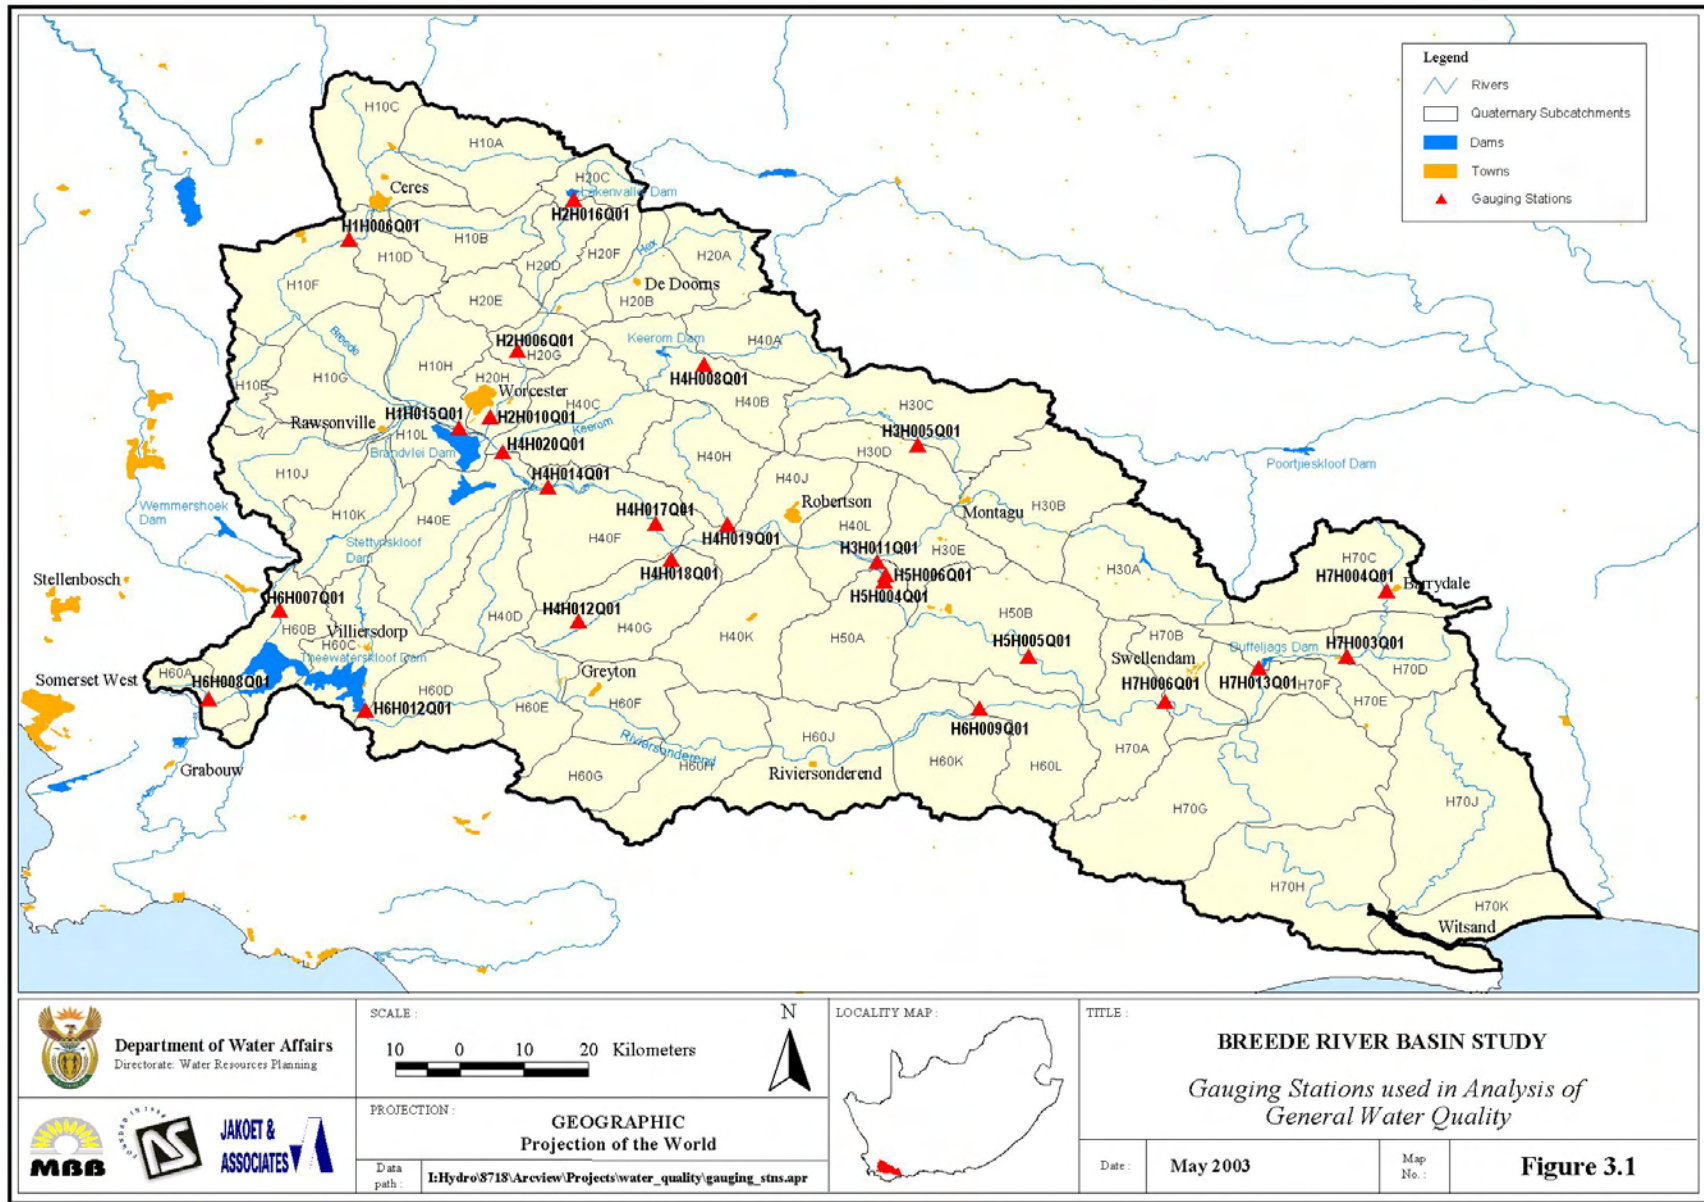 Legend
Rivers
Quaternary Subcatchments
Dams
Towns
Gauging Stations
H10C
H10A
H20C
Lakenvallei Dam
Ceres
H2H016Q01
H1H006Q01
H10B
H10D
H20D
H20F
Hex
H20A
H10F
H20E
De Doorns
H20B
Breede
H2H006Q01
H20G
Keerom Dam
H40A
H10H
H10G
H10E
H20H
H4H008Q01
Worcester
H40C
H40B
H30C
H1H015Q01
H2H010Q01
Rawsonville
H10L
Keerom
H3H005Q01
H30D
Brandvlei Dam
H4H020Q01
H40H
Poortjieskloof Dam
H10J
H4H014Q01
H40J
Robertson
Montagu
H30B
Wemmershoek
Dam
H10K
H40E
H4H017Q01
H40L
H4H019Q01
H40F
Stettynskloof
Dam
H3H011Q01
H30E
H70C
H30A
H4H018Q01
H5H006Q01
H7H004Q01
Barrydale
Stellenbosch
H5H004Q01
H6H007Q01
H4H012Q01
H40D
H50B
H60B
Villiersdorp
H40G
H40K
H50A
H70B
H60C
H5H005Q01
Buffeljags Dam
H7H003Q01
Theewaterskloof Dam
Swellendam
H60A
Greyton
H70D
Somerset West
H6H008Q01
H7H006Q01
H7H013Q01
H70F
H60D
H6H012Q01
H60E
H60F
H70E
H6H009Q01
H60J
Riviersonderend
H70A
Grabouw
H60G
H60H
Riviersonderend
H60K
H60L
H70G
H70J
H70H
H70K
Witsand
Department of Water Affairs
Directorate: Water Resources Planning
SCALE :
10 0 10 20 Kilometers
N
LOCALITY MAP :
TITLE :
BREEDE RIVER BASIN STUDY
Gauging Stations used in Analysis of
General Water Quality
MBB
FOUNDED IN 1954
JAKOET &
ASSOCIATES
PROJECTION :
GEOGRAPHIC
Projection of the World
Data
path :
I:Hydro\8718\Arcview\Projects\water_quality\gauging_stns.apr
Date :
May 2003
Map
No. :
Figure 3.1